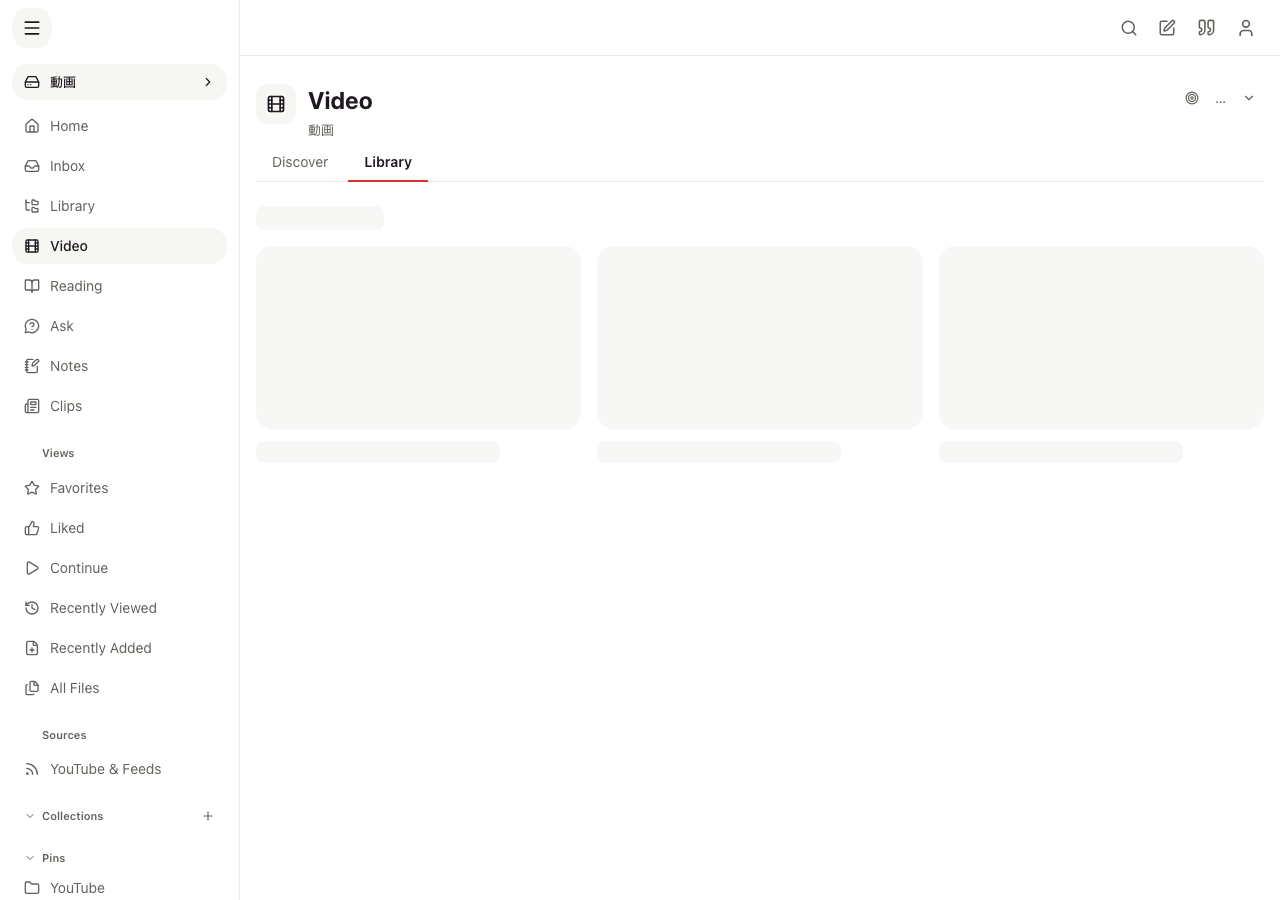 動画
Home
Inbox
Library
Video
Reading
Ask
Notes
Clips
Views
Favorites
Liked
Continue
Recently Viewed
Recently Added
All Files
Sources
YouTube & Feeds
Collections
Pins
YouTube
Video
動画
...
Discover
Library